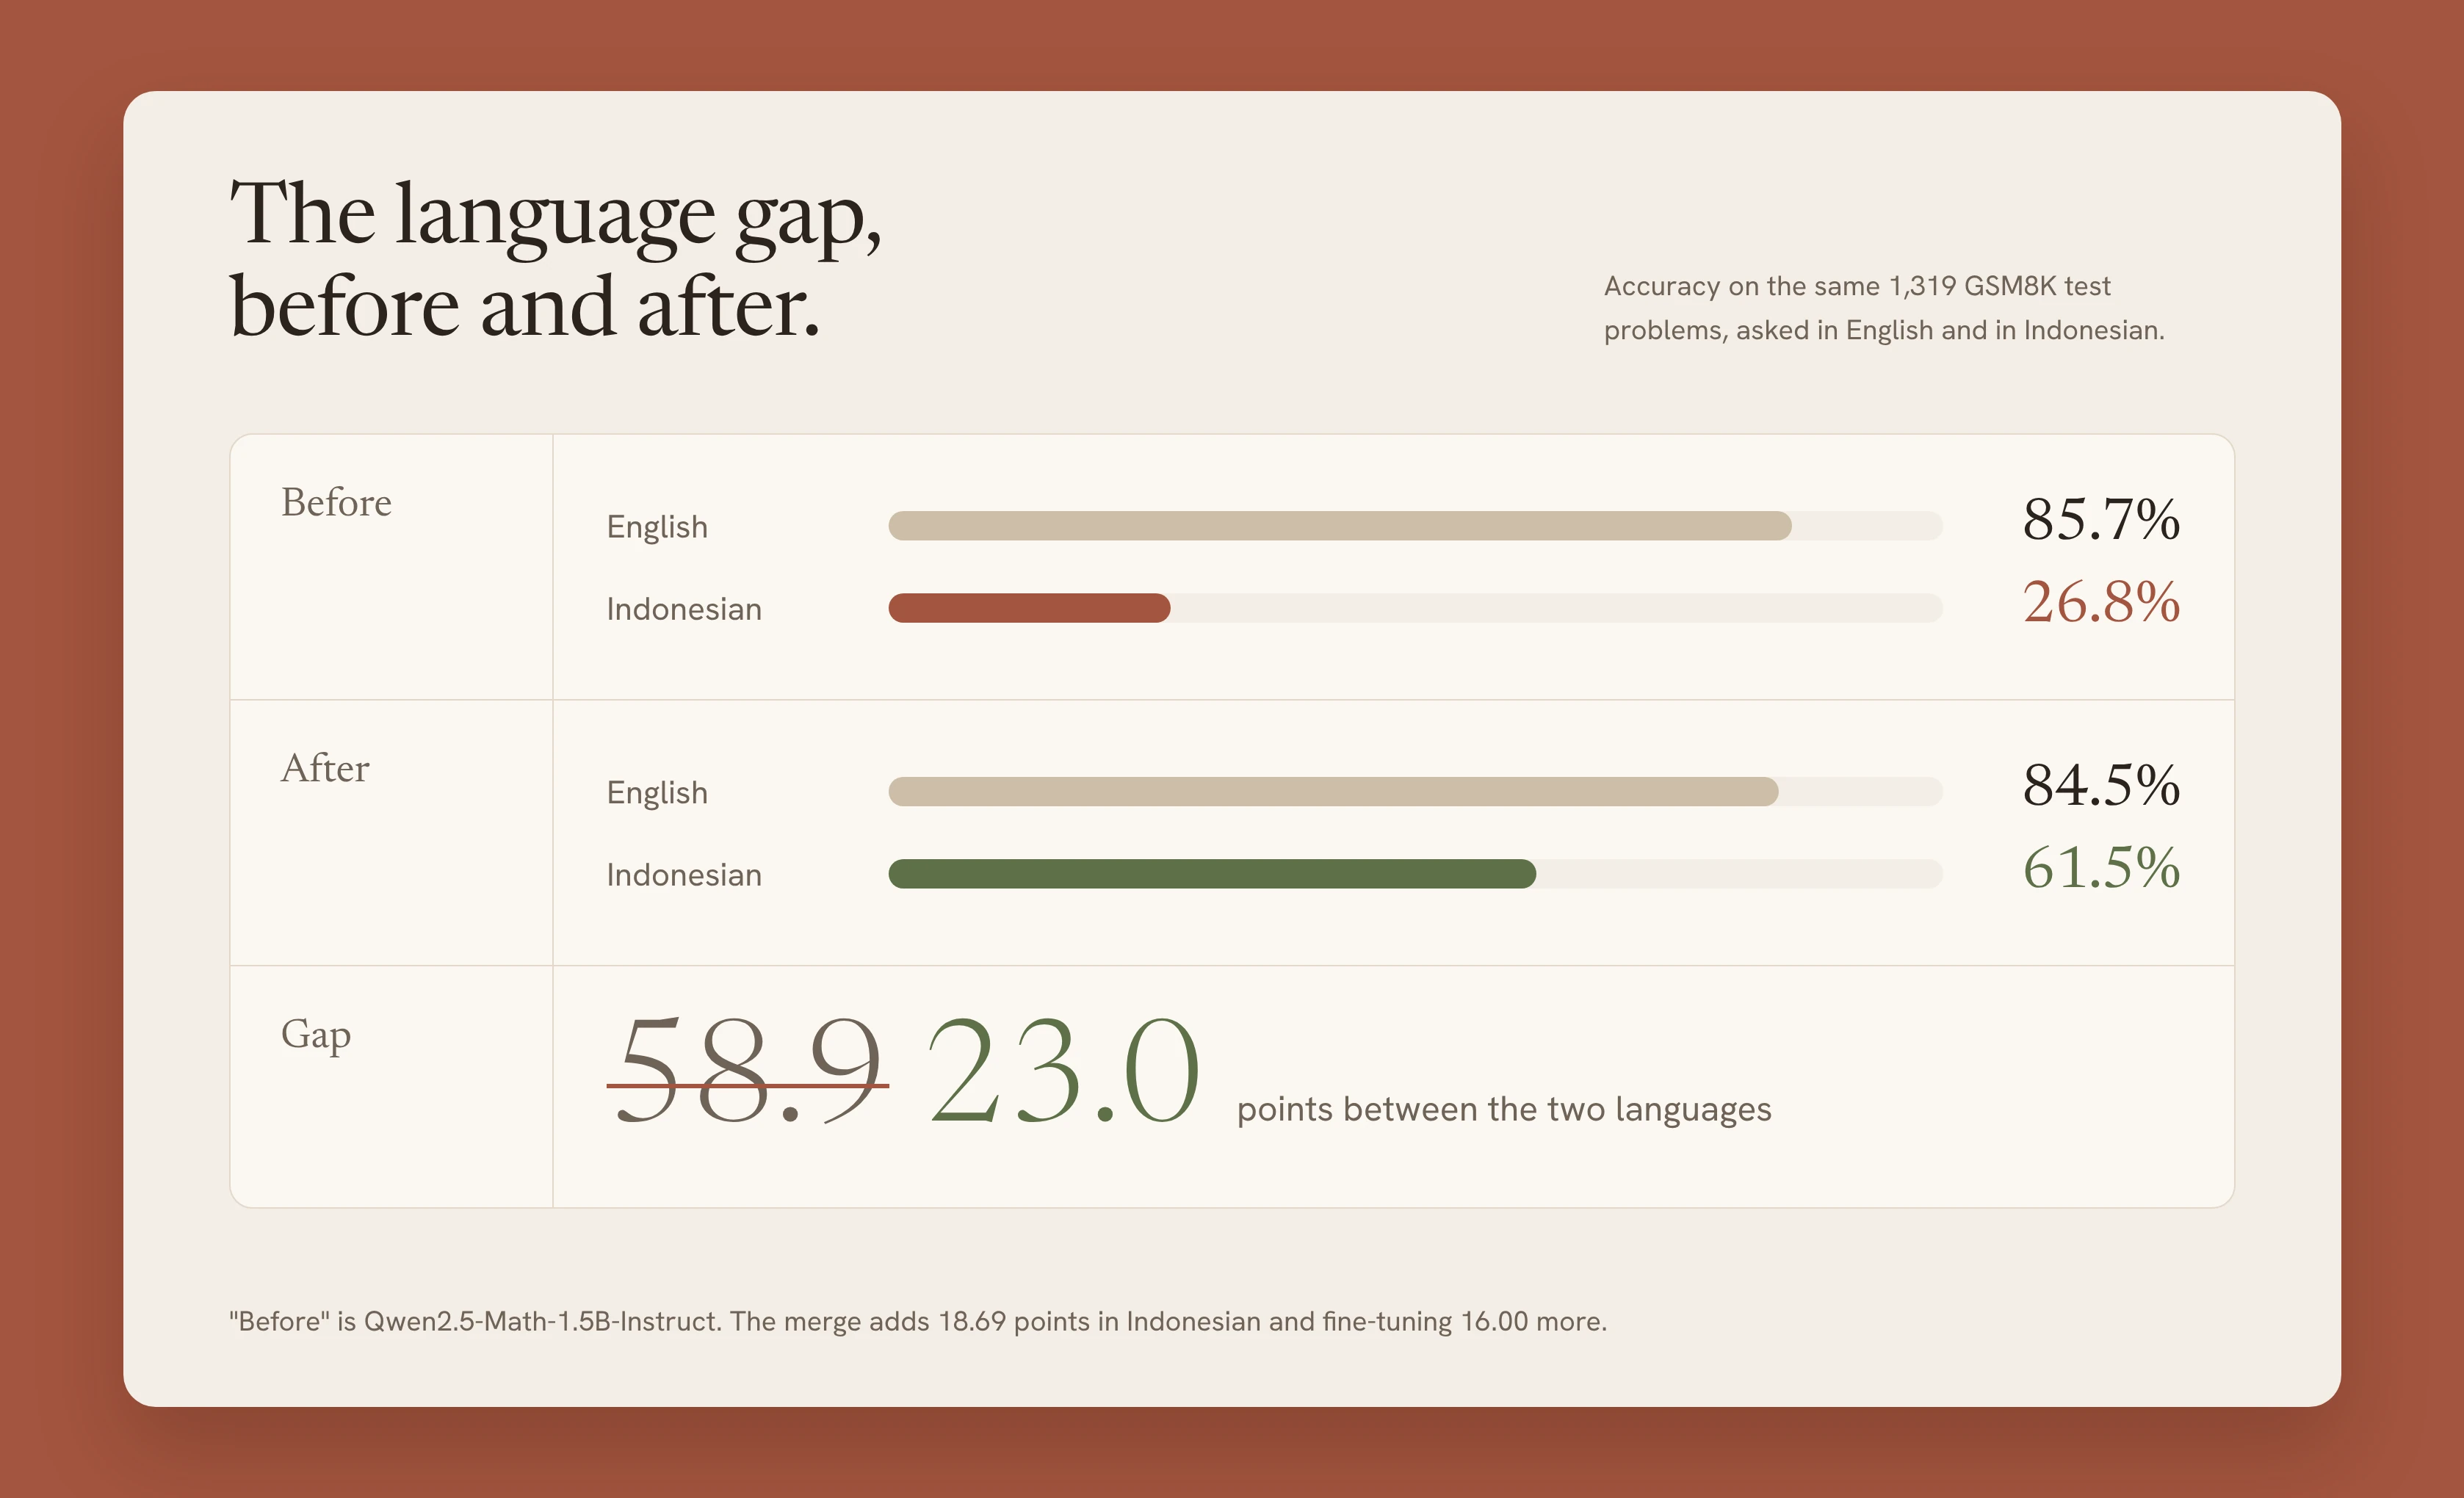 The language gap,
before and after.
Accuracy on the same 1,319 GSM8K test
problems, asked in English and in Indonesian.
Before
English 85.7%
Indonesian 26.8%
After
English 84.5%
Indonesian 61.5%
Gap
58.9 23.0 points between the two languages
"Before" is Qwen2.5-Math-1.5B-Instruct. The merge adds 18.69 points in Indonesian and fine-tuning 16.00 more.